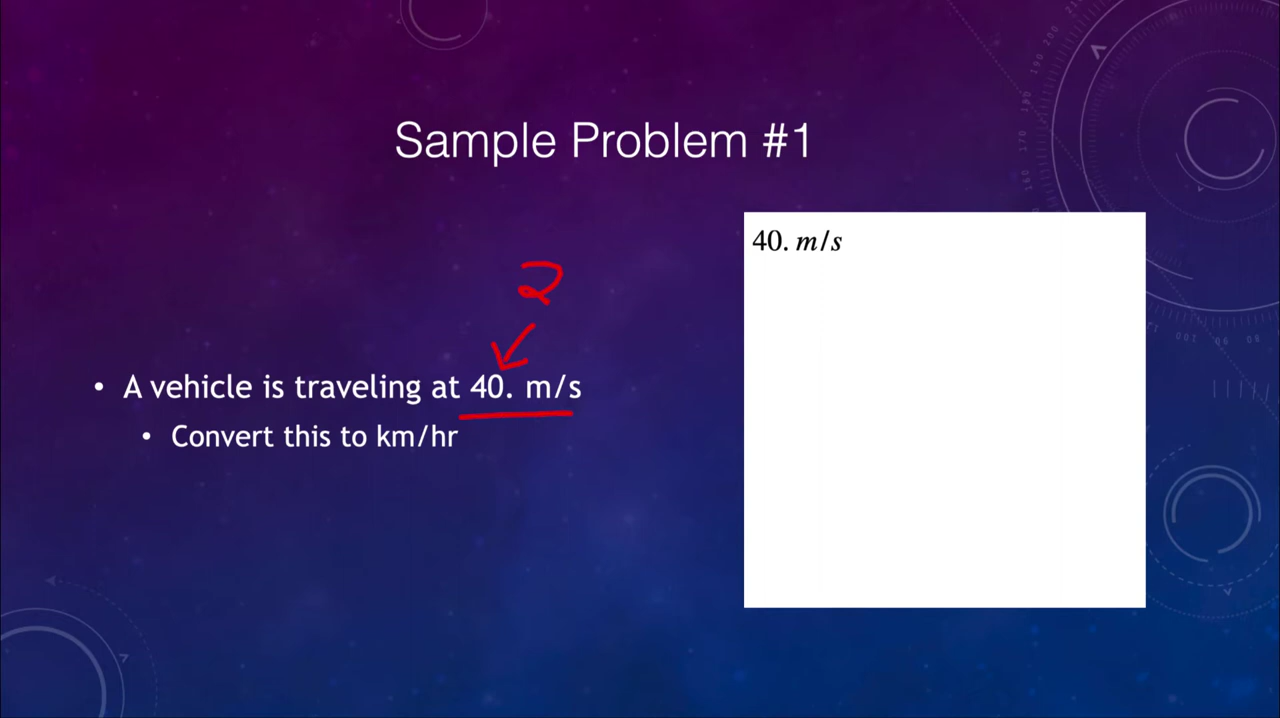 Sample Problem #1
40. m/s
2
• A vehicle is traveling at 40. m/s
• Convert this to km/hr